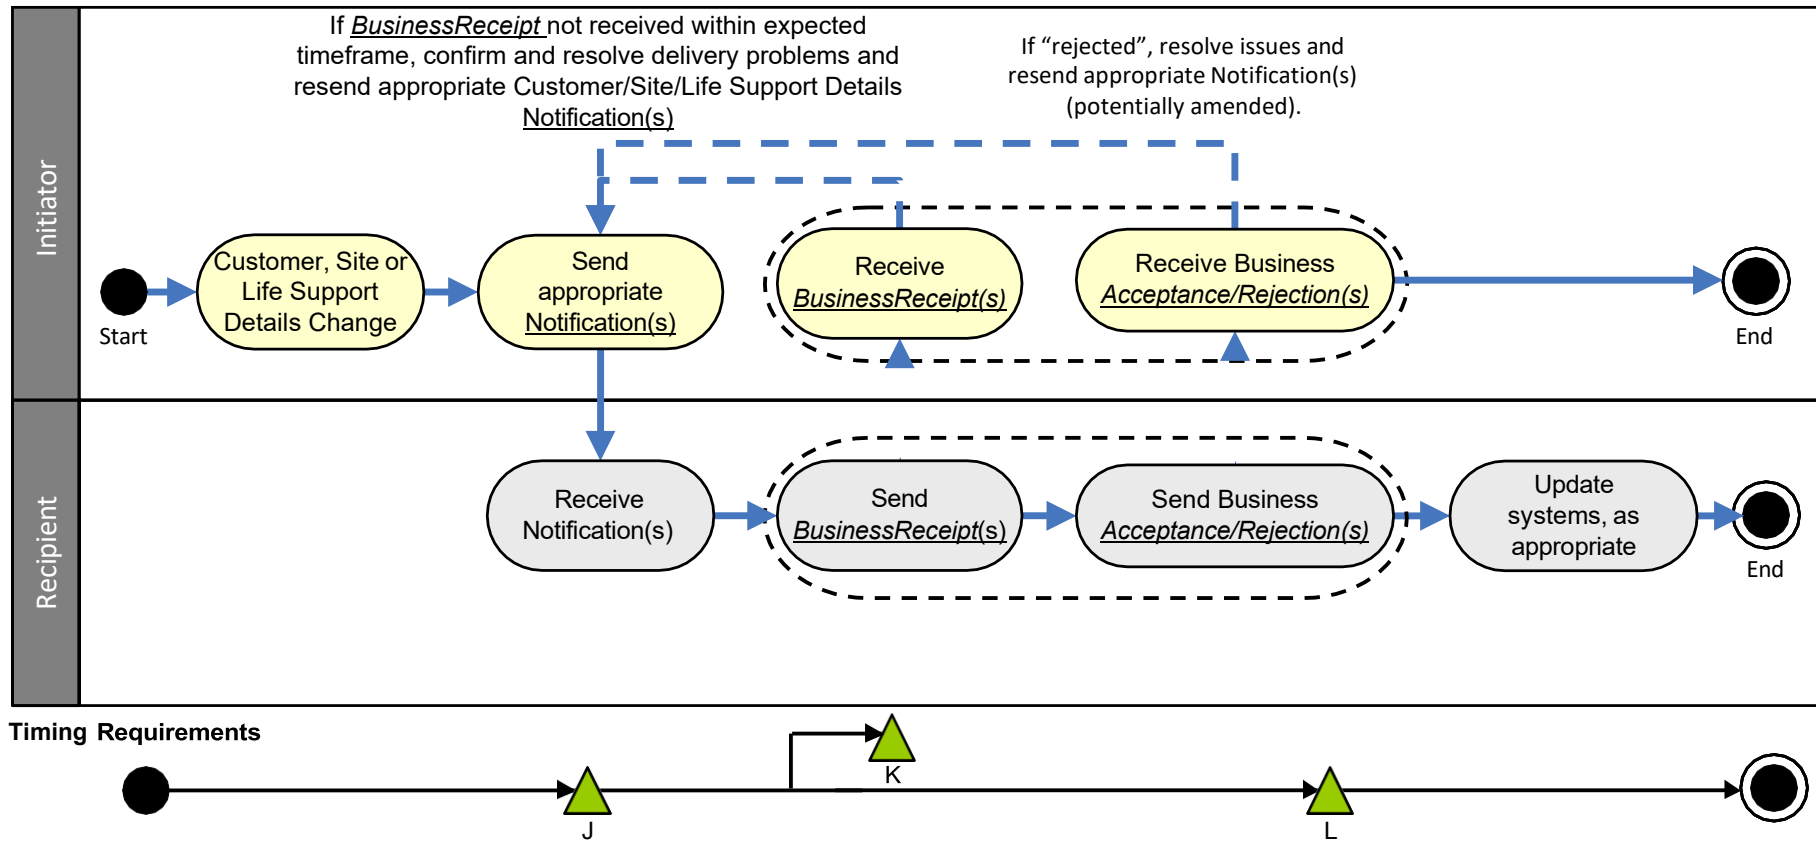 If BusinessReceipt not received within expected
timeframe, confirm and resolve delivery problems and
resend appropriate Customer/Site/Life Support Details
Notification(s)
If “rejected”, resolve issues and
resend appropriate Notification(s)
(potentially amended).
Initiator
Start
Customer, Site or
Life Support
Details Change
Send
appropriate
Notification(s)
Receive
BusinessReceipt(s)
Receive Business
Acceptance/Rejection(s)
End
Recipient
Receive
Notification(s)
Send
BusinessReceipt(s)
Send Business
Acceptance/Rejection(s)
Update
systems, as
appropriate
End
Timing Requirements
J
K
L